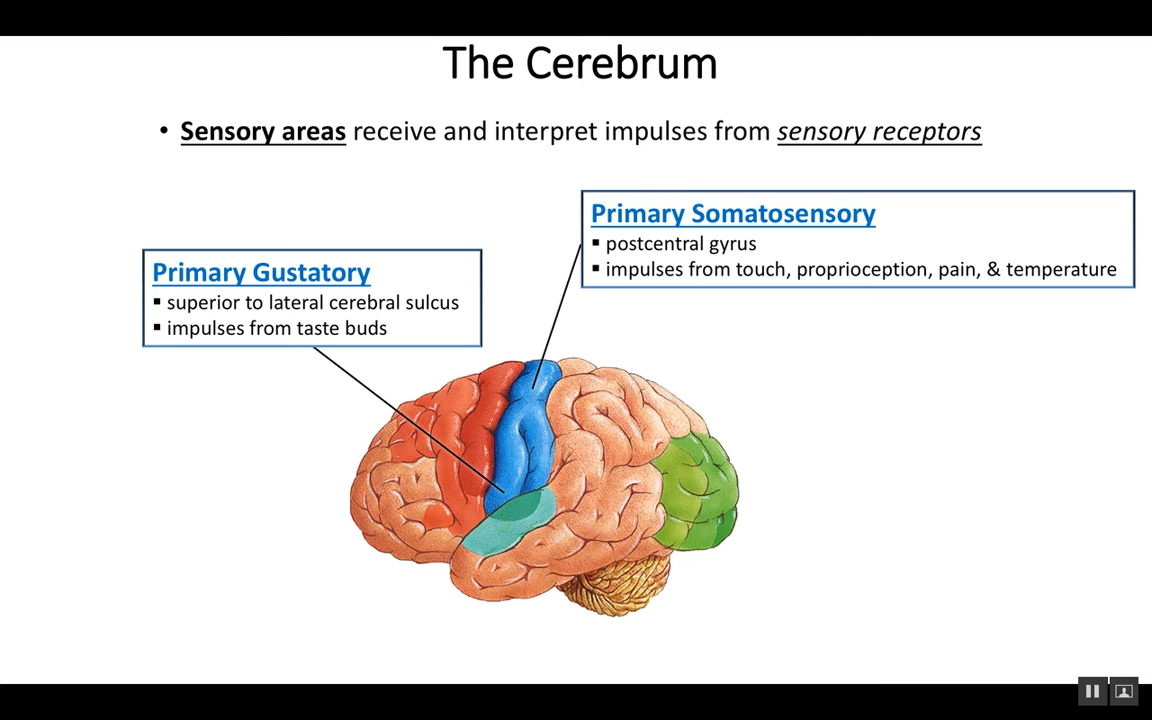 The Cerebrum
• Sensory areas receive and interpret impulses from sensory receptors
Primary Somatosensory
▪ postcentral gyrus
▪ impulses from touch, proprioception, pain, & temperature
Primary Gustatory
▪ superior to lateral cerebral sulcus
▪ impulses from taste buds